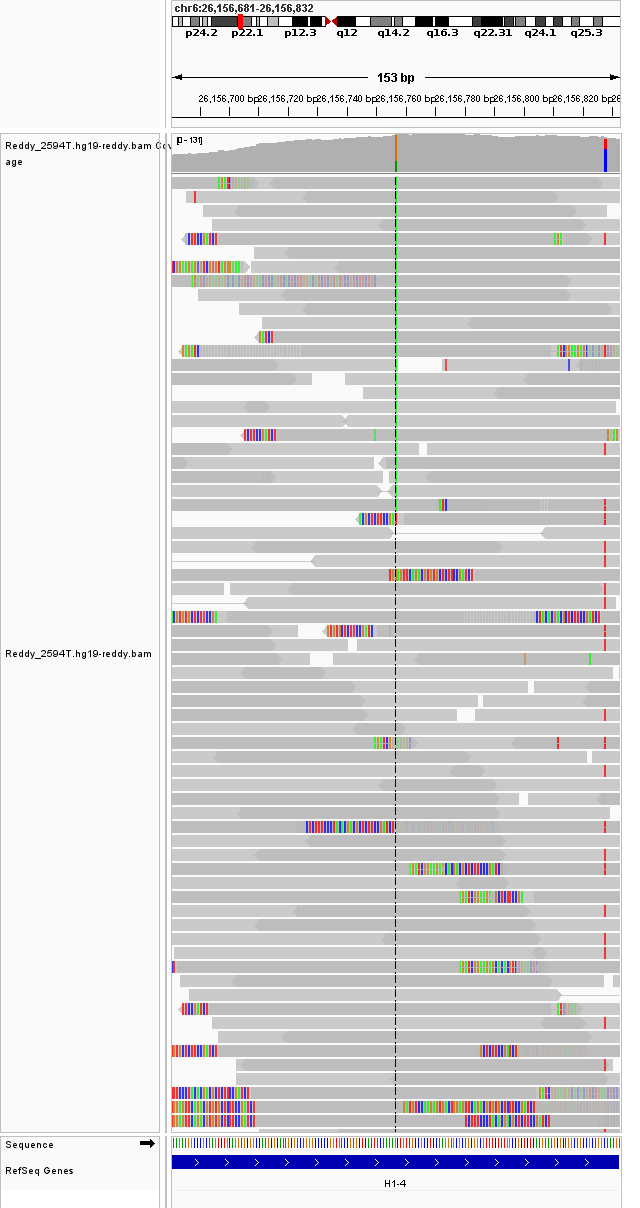 chr6:26,156,681-26,156,832
p24.2 p22.1 p12.3 q12 q14.2 q16.3 q22.31 q24.1 q25.3
153 bp
26,156,700 bp 26,156,720 bp 26,156,740 bp 26,156,760 bp 26,156,780 bp 26,156,800 bp 26,156,820 bp 26
Reddy_2594T.hg19-reddy.bam Cov
age
[0 - 131]
Reddy_2594T.hg19-reddy.bam
Sequence
RefSeq Genes
H1-4